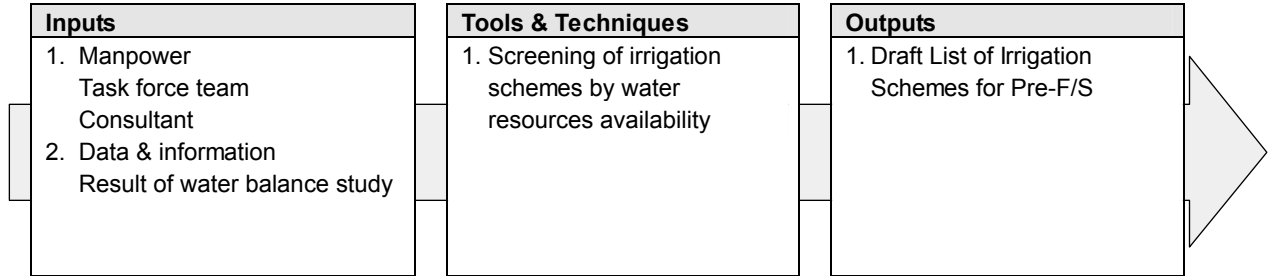 Inputs
1. Manpower
Task force team
Consultant
2. Data & information
Result of water balance study
Tools & Techniques
1. Screening of irrigation
schemes by water
resources availability
Outputs
1. Draft List of Irrigation
Schemes for Pre-F/S